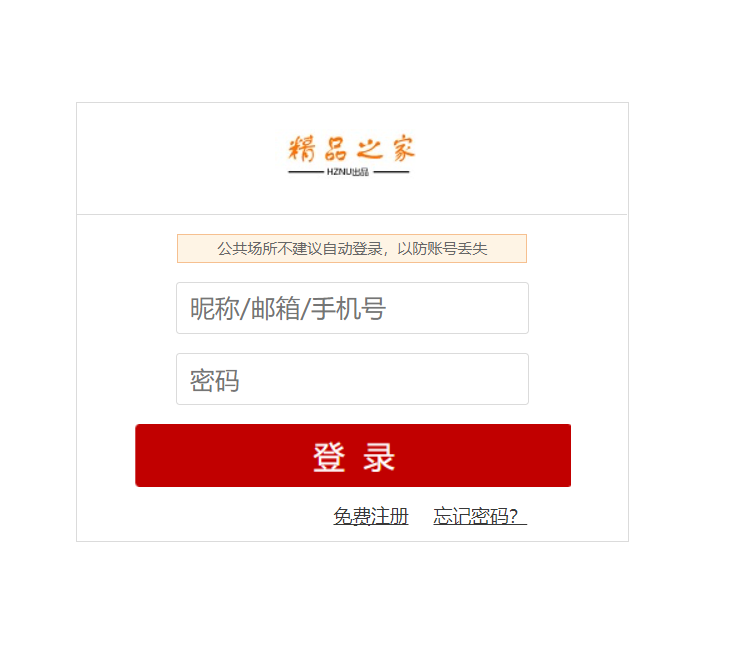 精品之家
HZNU出品
公共场所不建议自动登录，以防账号丢失
昵称/邮箱/手机号
密码
登 录
免费注册 忘记密码？